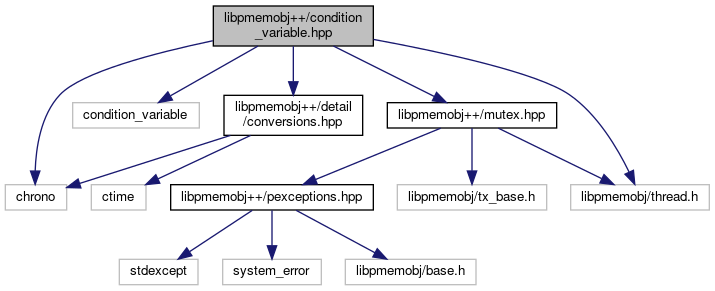 libpmemobj++/condition
_variable.hpp
condition_variable
libpmemobj++/detail
/conversions.hpp
libpmemobj++/mutex.hpp
chrono
ctime
libpmemobj++/pexceptions.hpp
libpmemobj/tx_base.h
libpmemobj/thread.h
stdexcept
system_error
libpmemobj/base.h